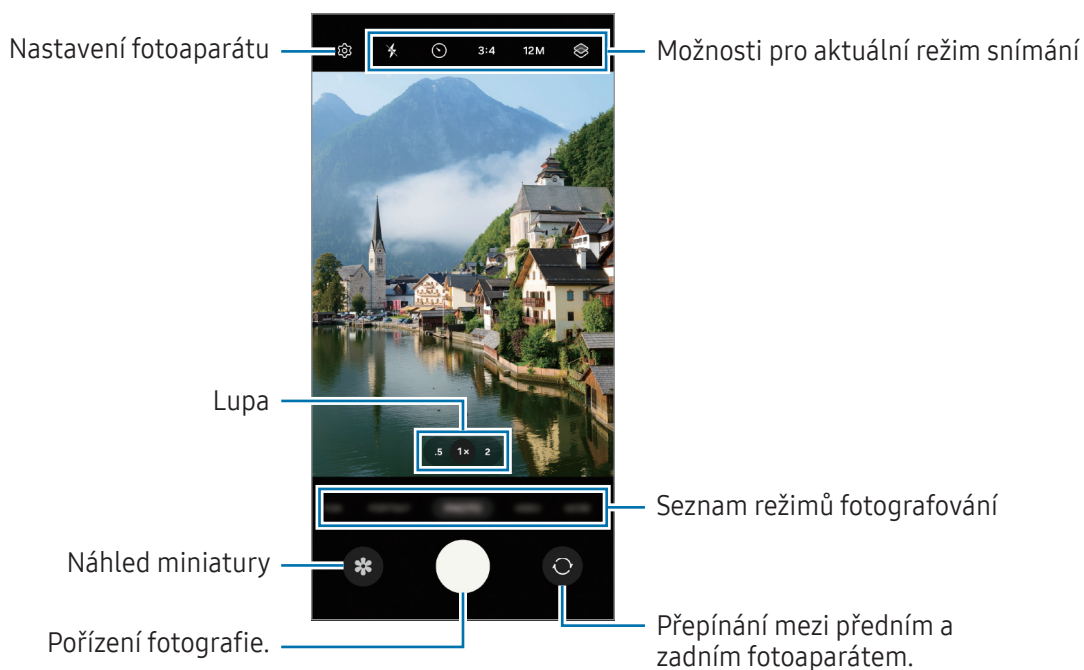 Nastavení fotoaparátu
3:4 12M
Možnosti pro aktuální režim snímání
Lupa
.5 1× 2
Seznam režimů fotografování
Náhled miniatury
Pořízení fotografie.
Přepínání mezi předním a
zadním fotoaparátem.